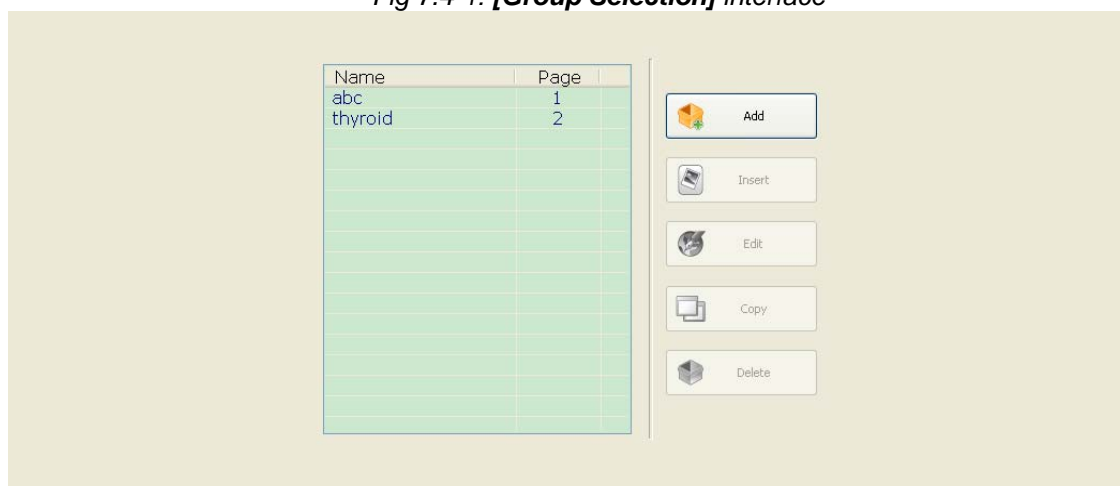 Fig 7.4-1: [Group Selection] interface
Name Page
abc 1
thyroid 2
Add
Insert
Edit
Copy
Delete